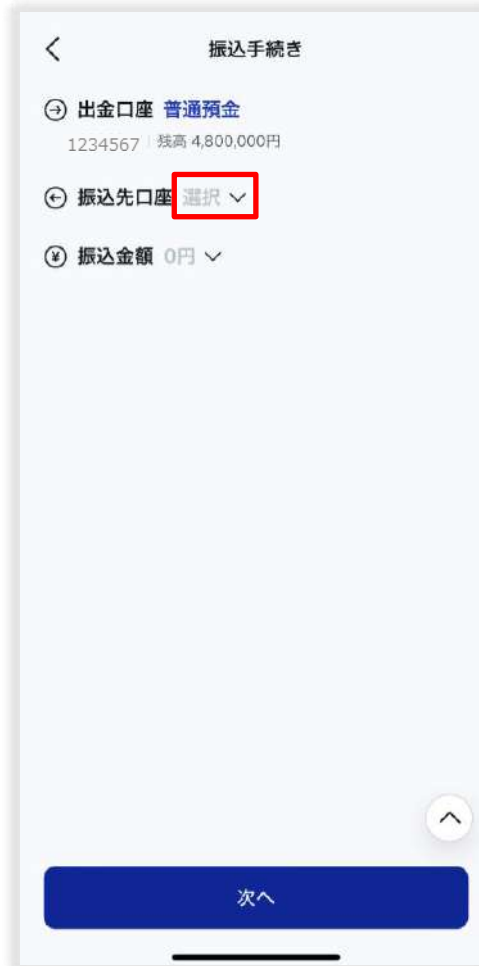 振込手続き
出金口座 普通預金
1234567 残高 4,800,000円
振込先口座 選択
¥ 振込金額 0円
次へ